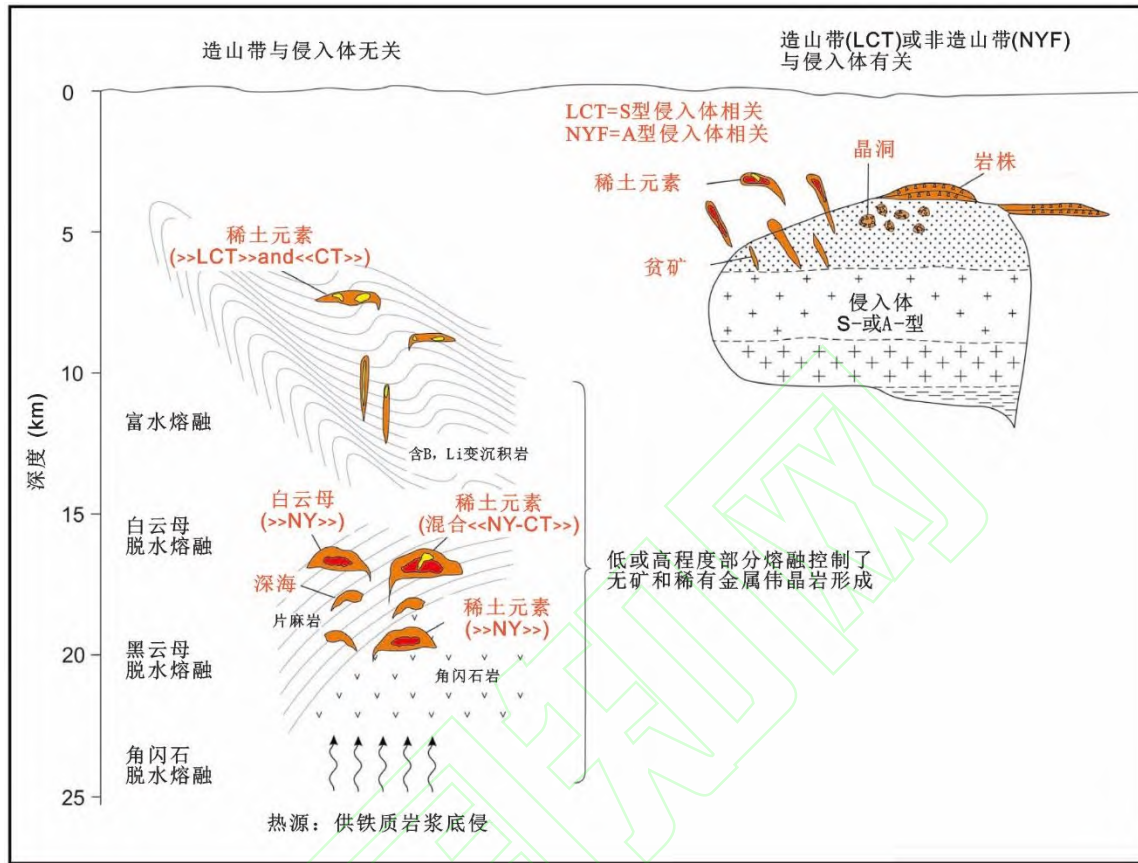 造山带与侵入体无关
造山带(LCT)或非造山带(NYF)
与侵入体有关
0
5
10
15
20
25
深度 (km)
LCT=S型侵入体相关
NYF=A型侵入体相关
稀土元素
晶洞
岩株
贫矿
侵入体
S-或A-型
稀土元素
(>>LCT>>and<<CT>>)
富水熔融
含B，Li变沉积岩
白云母
脱水熔融
白云母
(>>NY>>)
稀土元素
(混合<<NY-CT>>)
深海
片麻岩
稀土元素
(>>NY>>)
黑云母
脱水熔融
角闪石岩
角闪石
脱水熔融
热源：供铁质岩浆底侵
低或高程度部分熔融控制了
无矿和稀有金属伟晶岩形成